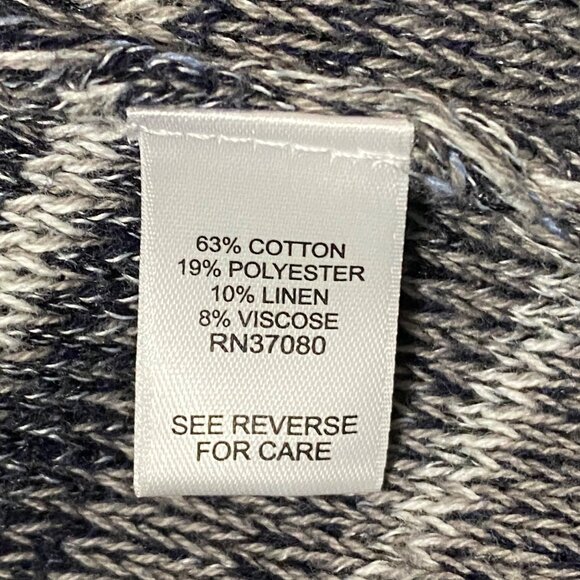 63% COTTON
19% POLYESTER
10% LINEN
8% VISCOSE
RN37080
SEE REVERSE
FOR CARE